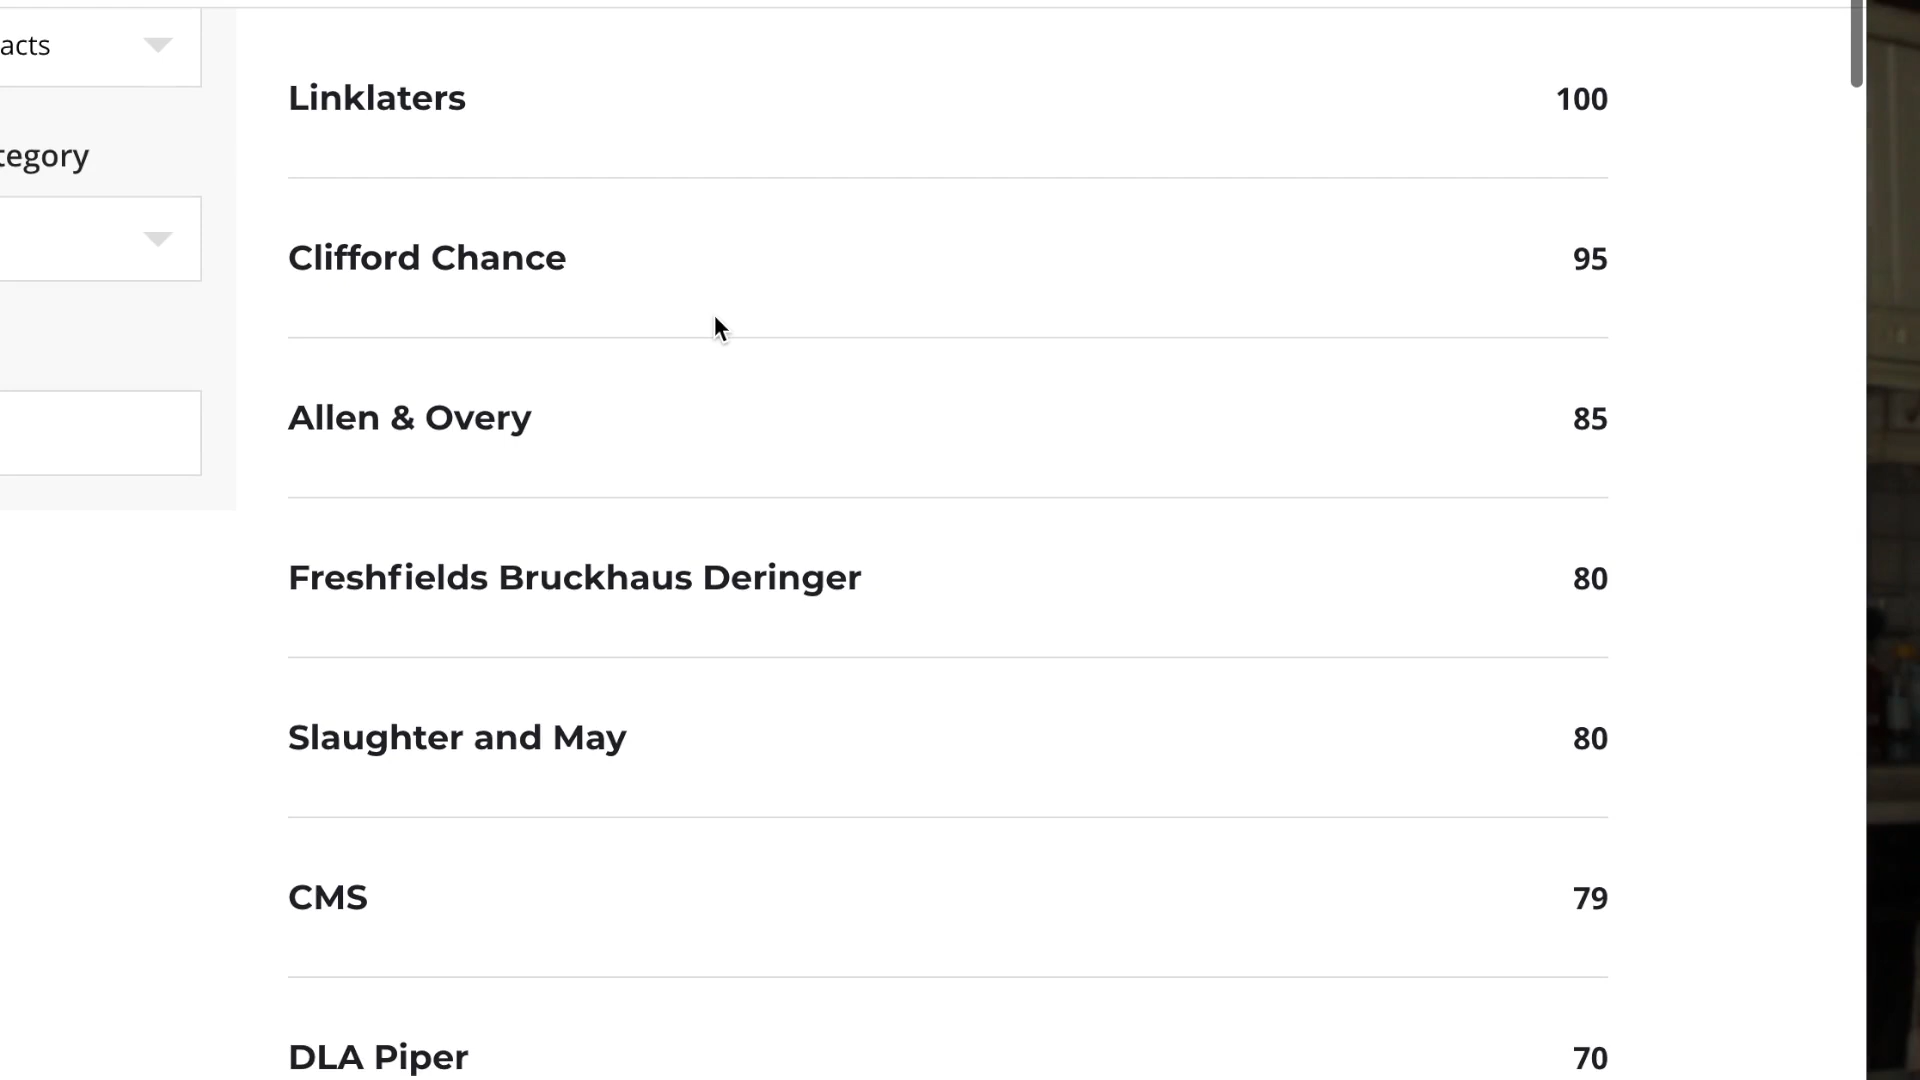 acts
tegory
Linklaters 100
Clifford Chance 95
Allen & Overy 85
Freshfields Bruckhaus Deringer 80
Slaughter and May 80
CMS 79
DLA Piper 70